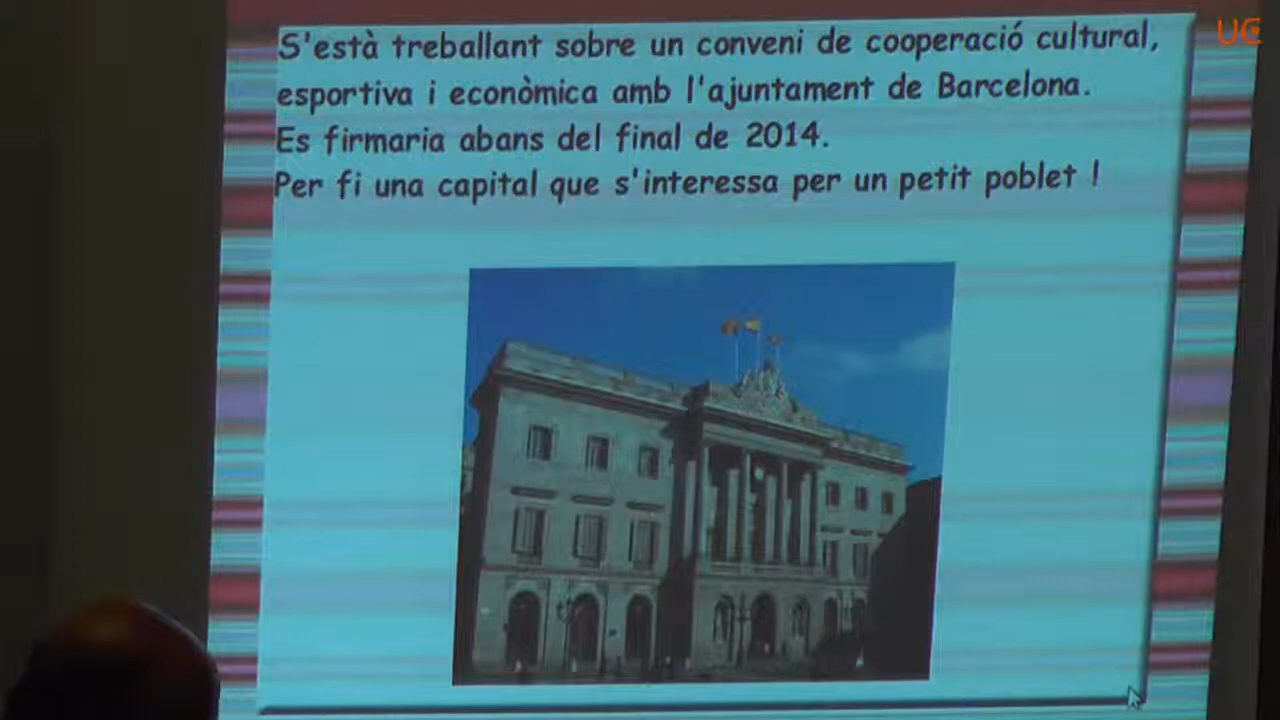 S'està treballant sobre un conveni de cooperació cultural,
esportiva i econòmica amb l'ajuntament de Barcelona.
Es firmaria abans del final de 2014.
Per fi una capital que s'interessa per un petit poblet !
UE